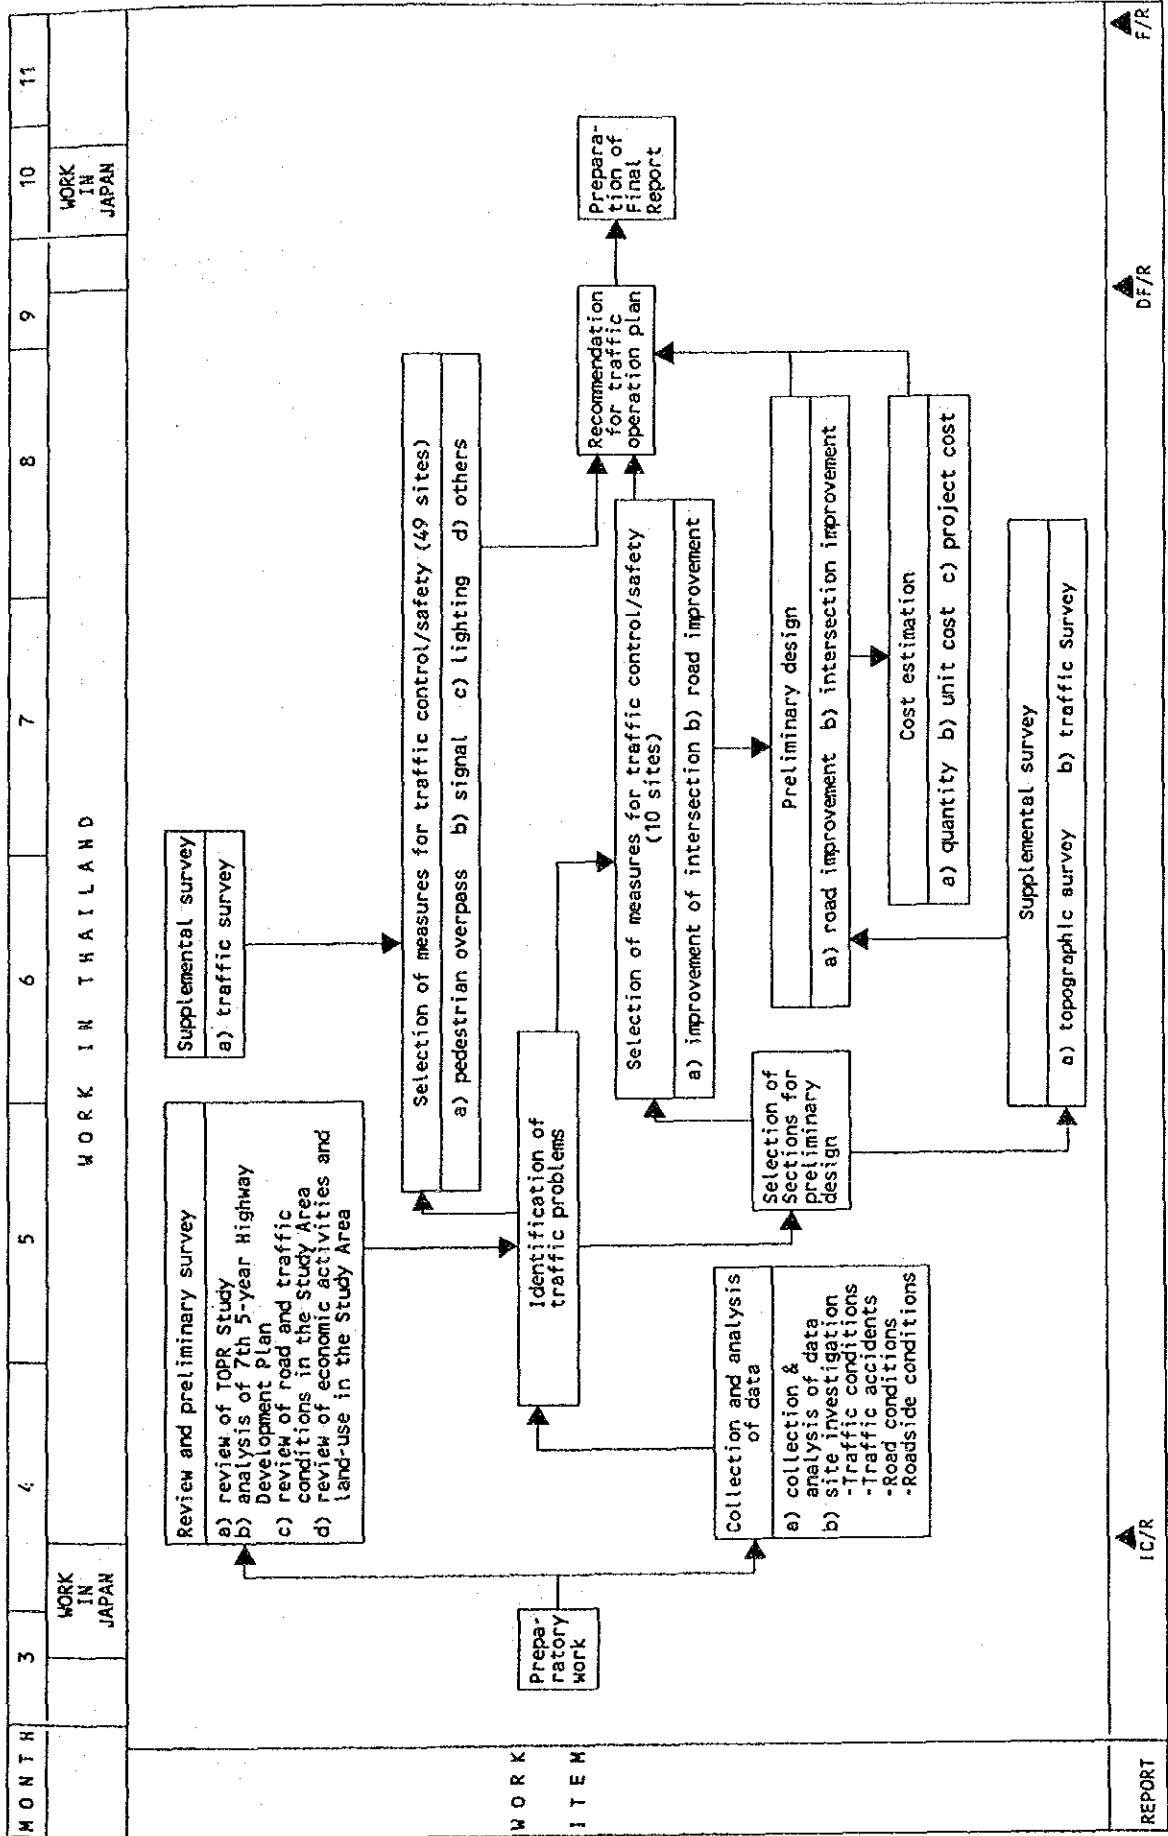 MONTH 3 4 5 6 7 8 9 10 11
WORK
IN
JAPAN
WORK IN THAILAND
WORK
IN
JAPAN
WORK
ITEM
Prepa-
ratory
work
Review and preliminary survey
a) review of TOPR Study
b) analysis of 7th 5-year Highway
Development Plan
c) review of road and traffic
conditions in the Study Area
d) review of economic activities and
land-use in the Study Area
Supplemental survey
a) traffic survey
Selection of measures for traffic control/safety (49 sites)
a) pedestrian overpass b) signal c) lighting d) others
Identification of
traffic problems
Collection and analysis
of data
a) collection &
analysis of data
b) site investigation
-Traffic conditions
-Traffic accidents
-Road conditions
-Roadside conditions
Selection of
Sections for
preliminary
design
Selection of measures for traffic control/safety
(10 sites)
a) improvement of intersection b) road improvement
Preliminary design
a) road improvement b) intersection improvement
Cost estimation
a) quantity b) unit cost c) project cost
Supplemental survey
a) topographic survey b) traffic Survey
Recommendation
for traffic
operation plan
Prepara-
tion of
Final
Report
REPORT
IC/R
DF/R
F/R